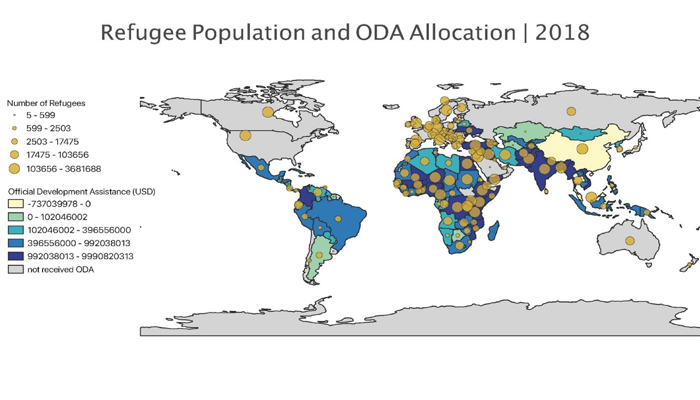 Refugee Population and ODA Allocation | 2018
Number of Refugees
5 - 599
599 - 2503
2503 - 17475
17475 - 103656
103656 - 3681688
Official Development Assistance (USD)
-737039978 - 0
0 - 102046002
102046002 - 396556000
396556000 - 992038013
992038013 - 9990820313
not received ODA